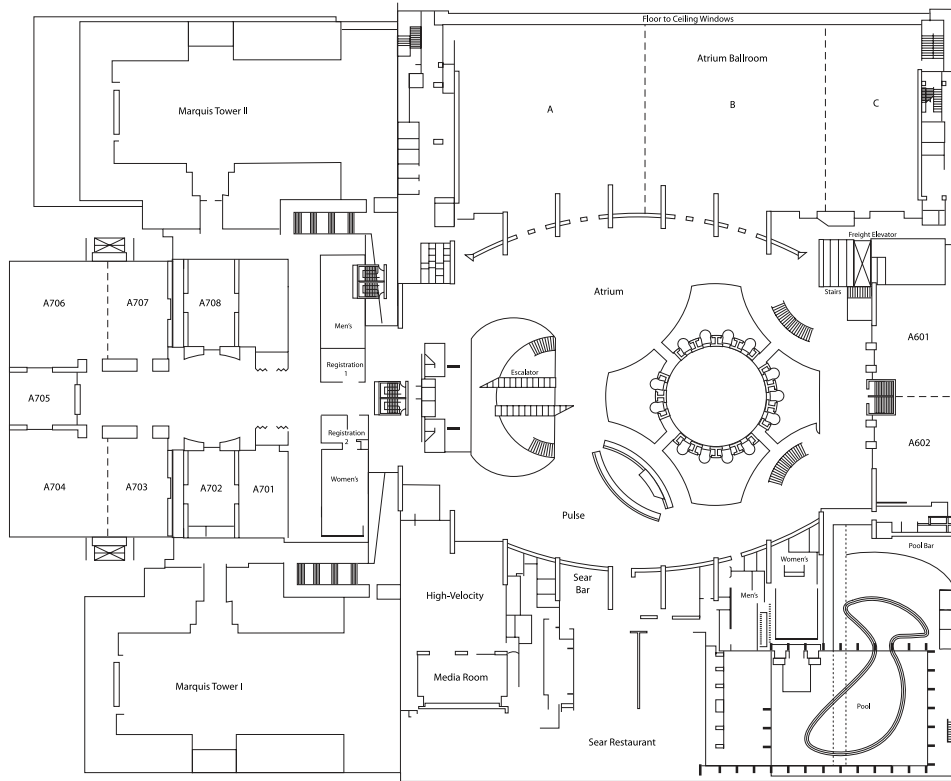 Floor to Ceiling Windows
Atrium Ballroom
A
B
C
Marquis Tower II
Freight Elevator
Stairs
Atrium
A706
A707
A708
Men's
Registration
1
Escalator
A601
A705
A602
Registration
2
A704
A703
A702
A701
Women's
Pulse
Pool Bar
High-Velocity
Sear
Bar
Men's
Women's
Media Room
Marquis Tower I
Pool
Sear Restaurant